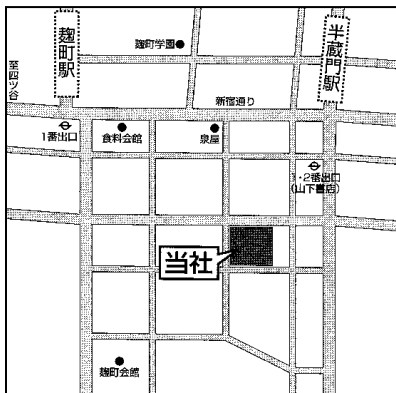 麹町駅
麹町学園
半蔵門駅
至四ツ谷
新宿通り
1番出口
食料会館
泉屋
1・2番出口
(山下書店)
当社
麹町会館